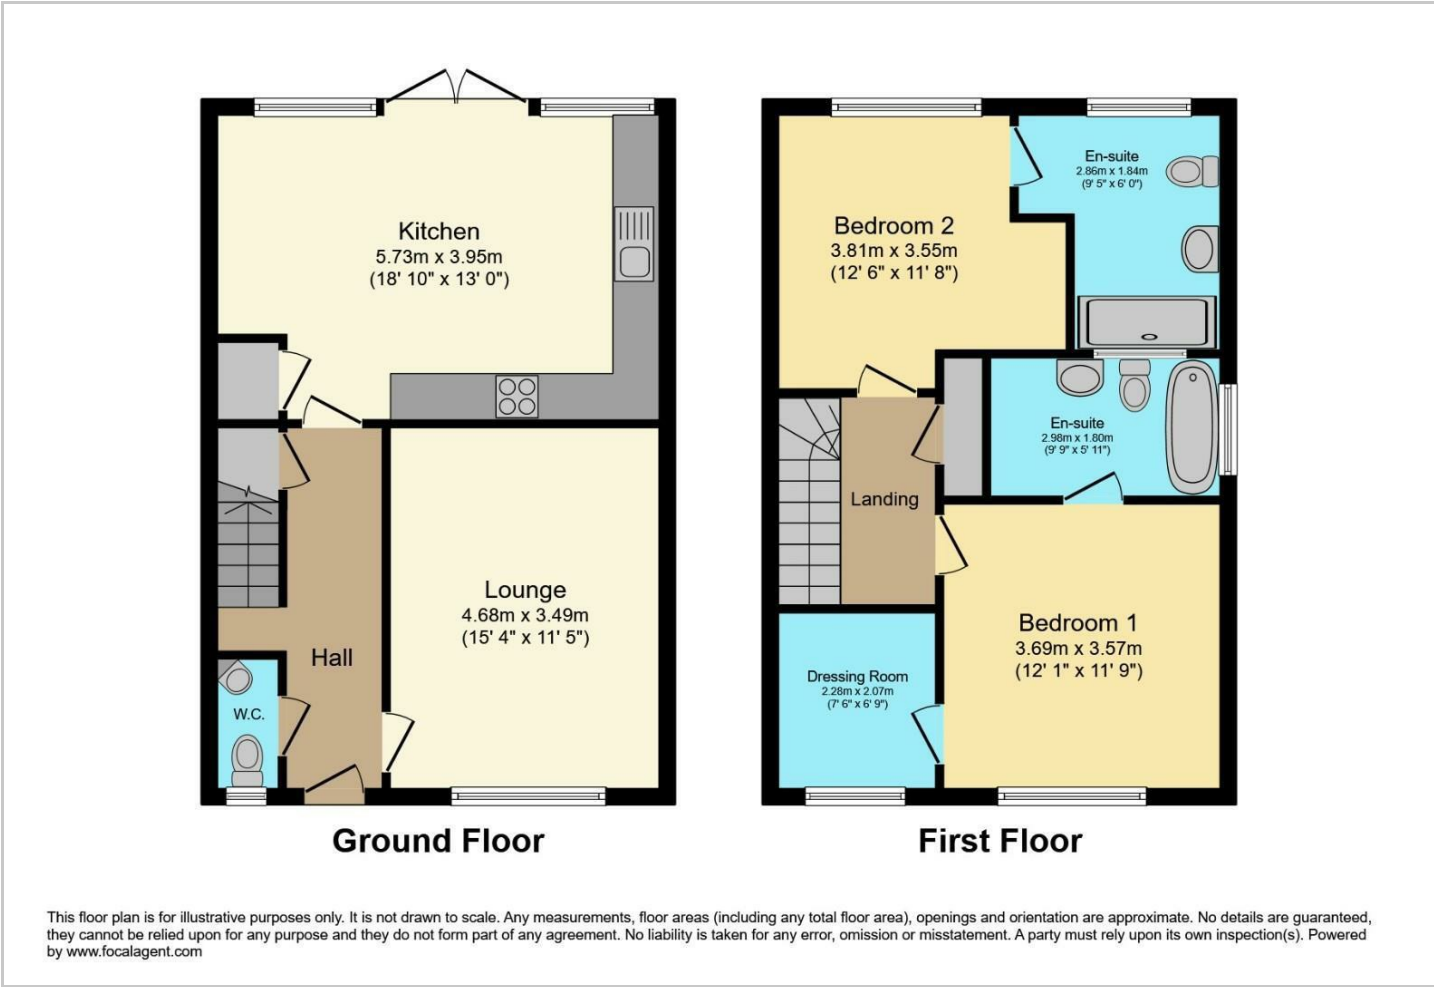 Kitchen
5.73m x 3.95m
(18' 10" x 13' 0")
Lounge
4.68m x 3.49m
(15' 4" x 11' 5")
Hall
W.C.
Ground Floor
En-suite
2.86m x 1.84m
(9' 5" x 6' 0")
Bedroom 2
3.81m x 3.55m
(12' 6" x 11' 8")
En-suite
2.98m x 1.80m
(9' 9" x 5' 11")
Landing
Bedroom 1
3.69m x 3.57m
(12' 1" x 11' 9")
Dressing Room
2.28m x 2.07m
(7' 6" x 6' 9")
First Floor
This floor plan is for illustrative purposes only. It is not drawn to scale. Any measurements, floor areas (including any total floor area), openings and orientation are approximate. No details are guaranteed,
they cannot be relied upon for any purpose and they do not form part of any agreement. No liability is taken for any error, omission or misstatement. A party must rely upon its own inspection(s). Powered
by www.focalagent.com